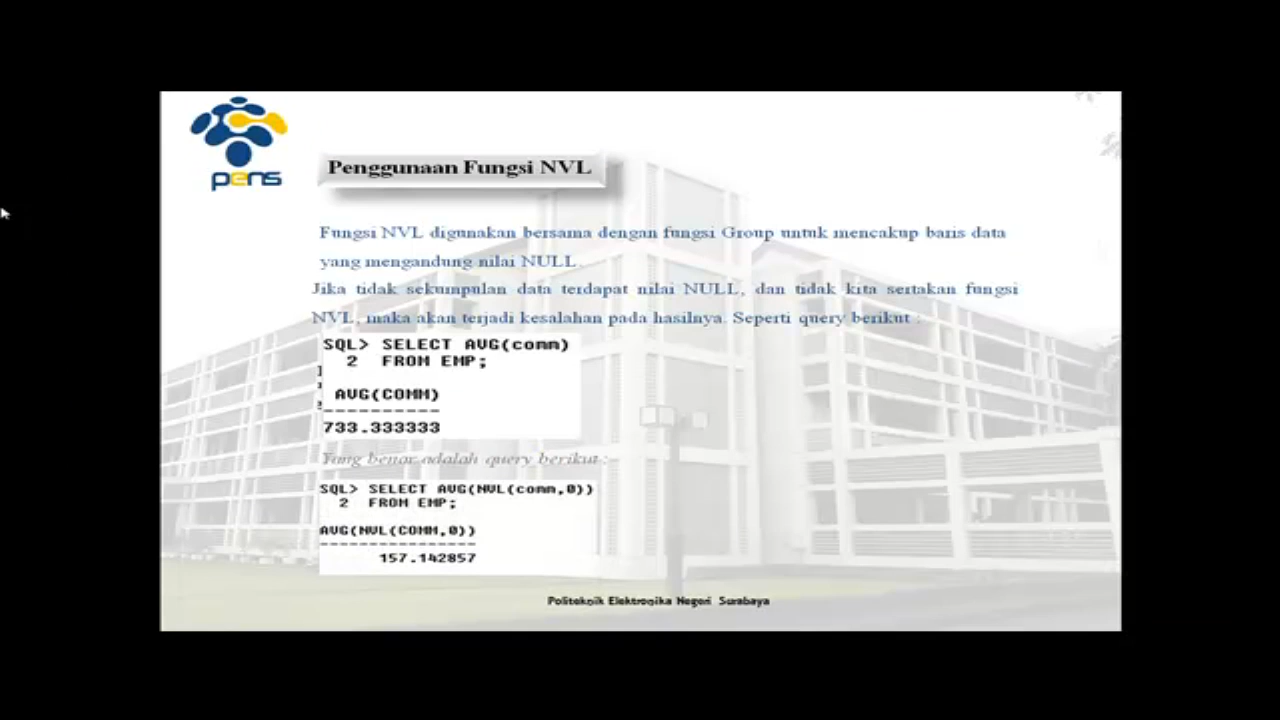 pens
Penggunaan Fungsi NVL
Fungsi NVL digunakan bersama dengan fungsi Group untuk mencakup baris data
yang mengandung nilai NULL.
Jika tidak sekumpulan data terdapat nilai NULL, dan tidak kita sertakan fungsi
NVL, maka akan terjadi kesalahan pada hasilnya. Seperti query berikut :
SQL> SELECT AVG(comm)
2 FROM EMP;
AVG(COMM)
----------
733.333333
Yang benar adalah query berikut :
SQL> SELECT AVG(NVL(comm,0))
2 FROM EMP;
AVG(NVL(COMM,0))
----------------
157.142857
Politeknik Elektronika Negeri Surabaya